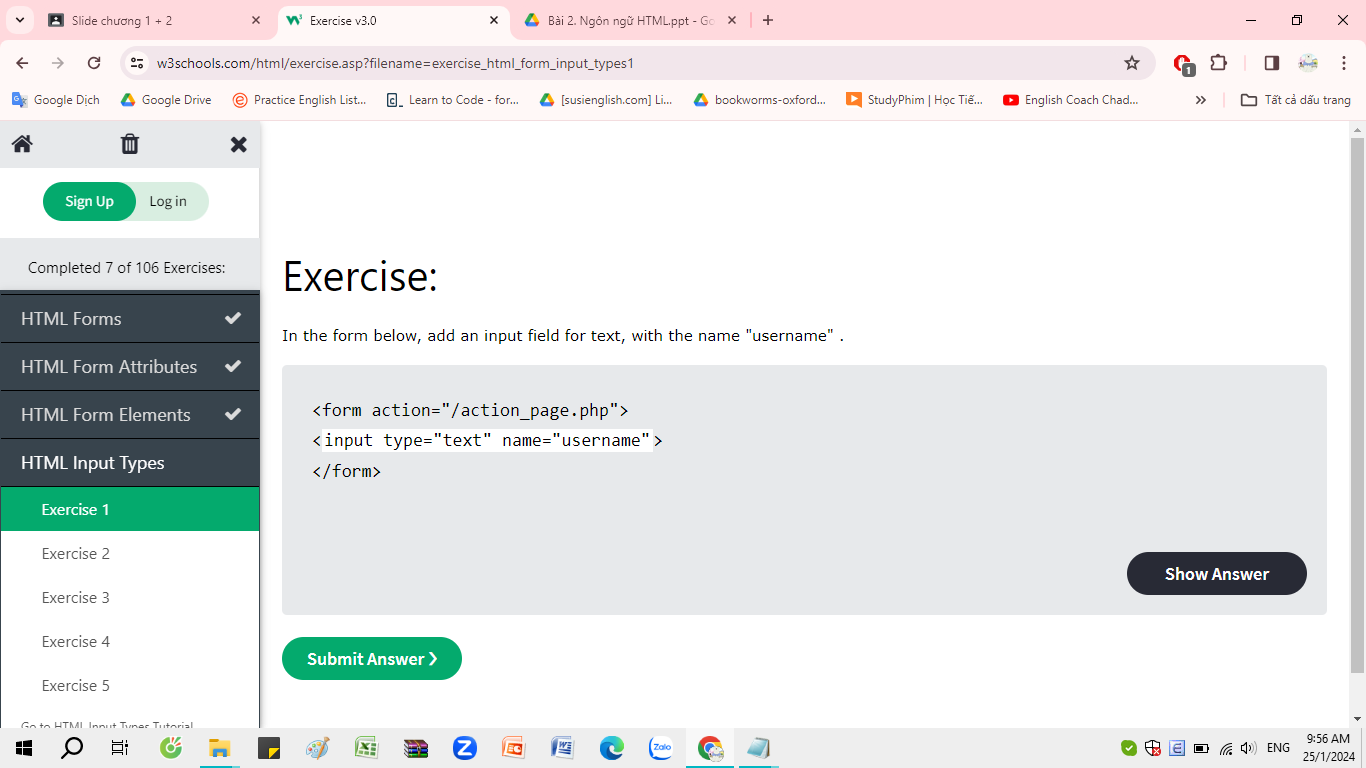 Slide chương 1 + 2
Exercise v3.0
Bài 2. Ngôn ngữ HTML.ppt - Go
w3schools.com/html/exercise.asp?filename=exercise_html_form_input_types1
1
Google Dịch
Google Drive
Practice English List...
Learn to Code - for...
[susienglish.com] Li...
bookworms-oxford...
StudyPhim | Học Tiế...
English Coach Chad...
Tất cả dấu trang
Sign Up
Log in
Completed 7 of 106 Exercises:
HTML Forms
HTML Form Attributes
HTML Form Elements
HTML Input Types
Exercise 1
Exercise 2
Exercise 3
Exercise 4
Exercise 5
Go to HTML Input Types Tutorial
Exercise:
In the form below, add an input field for text, with the name "username" .
<form action="/action_page.php">
<input type="text" name="username">
</form>
Show Answer
Submit Answer ❯
Zalo
ENG
9:56 AM
25/1/2024